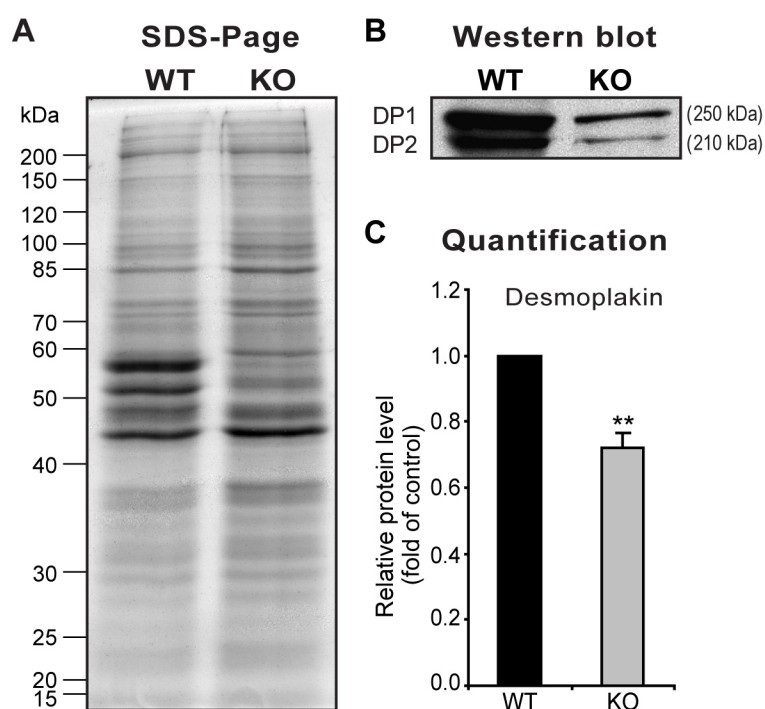 A
SDS-Page
WT KO
kDa
200
150
120
100
85
70
60
50
40
30
25
20
15
B
Western blot
WT KO
DP1 (250 kDa)
DP2 (210 kDa)
C
Quantification
Desmoplakin
Relative protein level
(fold of control)
1.2
1.0
0.8
0.6
0.4
0.2
0.0
**
WT KO